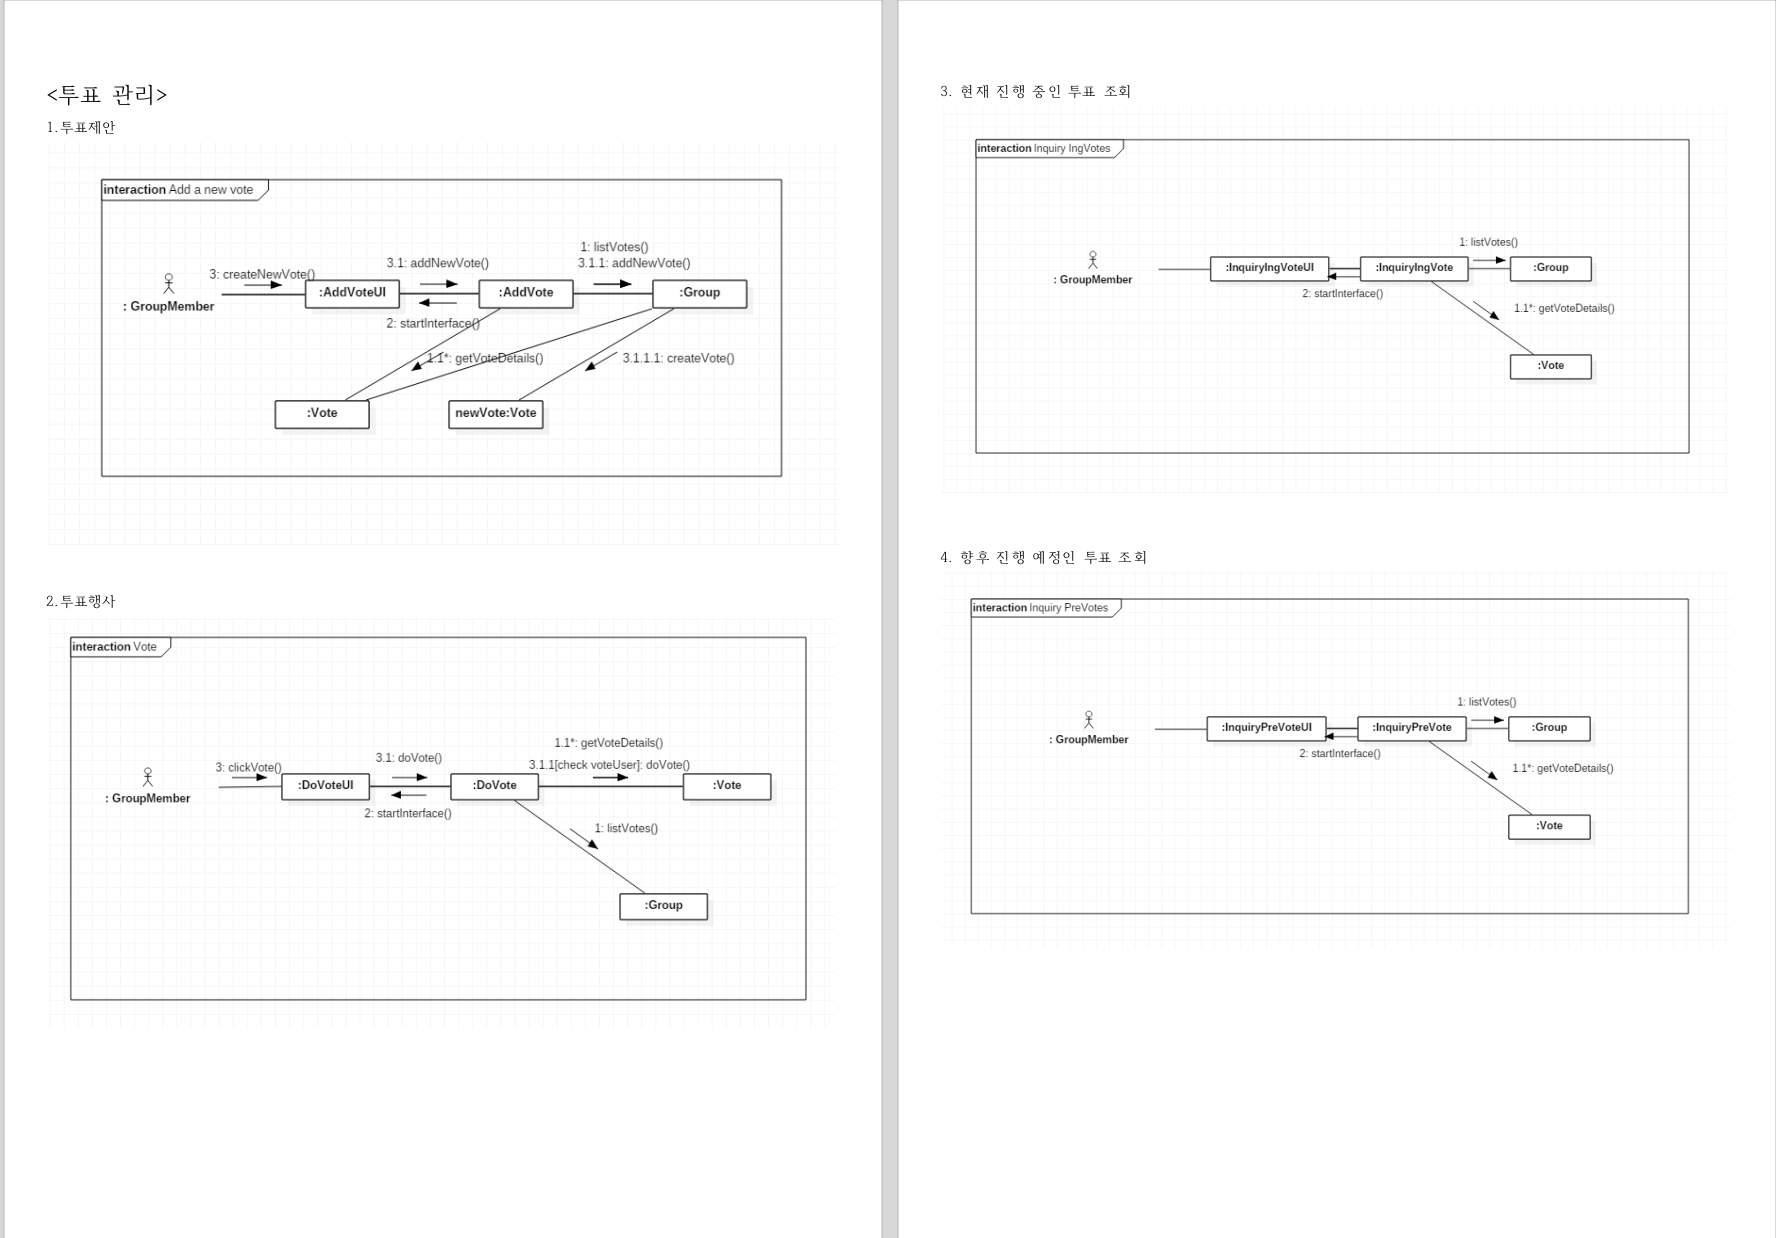 <투표 관리>
1.투표제안
interaction Add a new vote
1: listVotes()
3.1: addNewVote()
3.1.1: addNewVote()
3: createNewVote()
:AddVoteUI
:AddVote
:Group
: GroupMember
2: startInterface()
1.1*: getVoteDetails()
3.1.1.1: createVote()
:Vote
newVote:Vote
2.투표행사
interaction Vote
1.1*: getVoteDetails()
3.1: doVote()
3.1.1[check voteUser]: doVote()
3: clickVote()
:DoVoteUI
:DoVote
:Vote
: GroupMember
2: startInterface()
1: listVotes()
:Group
3. 현재 진행 중인 투표 조회
interaction Inquiry IngVotes
1: listVotes()
:InquiryIngVoteUI
:InquiryIngVote
:Group
: GroupMember
2: startInterface()
1.1*: getVoteDetails()
:Vote
4. 향후 진행 예정인 투표 조회
interaction Inquiry PreVotes
1: listVotes()
:InquiryPreVoteUI
:InquiryPreVote
:Group
: GroupMember
2: startInterface()
1.1*: getVoteDetails()
:Vote